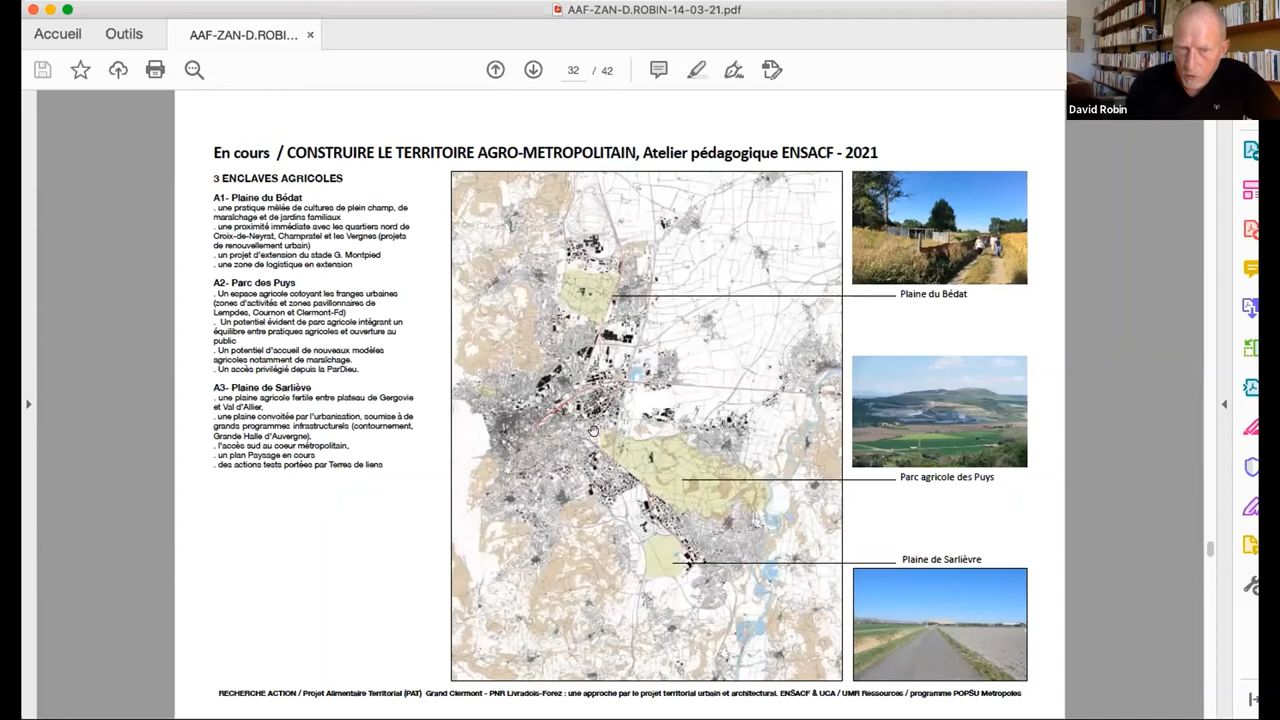 AAF-ZAN-D.ROBIN-14-03-21.pdf
Accueil
Outils
AAF-ZAN-D.ROBI... ×
32 / 42
David Robin
En cours / CONSTRUIRE LE TERRITOIRE AGRO-METROPOLITAIN, Atelier pédagogique ENSACF - 2021
3 ENCLAVES AGRICOLES
A1- Plaine du Bédat
. une pratique mêlée de cultures de plein champ, de
maraîchage et de jardins familiaux
. une proximité immédiate avec les quartiers nord de
Croix-de-Neyrat, Champratel et les Vergnes (projets
de renouvellement urbain)
. un projet d'extension du stade G. Montpied
. une zone de logistique en extension
A2- Parc des Puys
. Un espace agricole cotoyant les franges urbaines
(zones d'activités et zones pavillonaires de
Lempdes, Cournon et Clermont-Fd)
. Un potentiel évident de parc agricole intégrant un
équilibre entre pratiques agricoles et ouverture au
public
. Un potentiel d'accueil de nouveaux modèles
agricoles notamment de maraîchage.
. Un accès privilégié depuis la ParDieu.
A3- Plaine de Sarliève
. une plaine agricole fertile entre plateau de Gergovie
et Val d'Allier,
. une plaine convoitée par l'urbanisation, soumise à de
grands programmes infrastructurels (contournement,
Grande Halle d'Auvergne),
. l'accès sud au coeur métropolitain,
. un plan Paysage en cours
. des actions tests portées par Terres de liens
Plaine du Bédat
Parc agricole des Puys
Plaine de Sarlièvre
RECHERCHE ACTION / Projet Alimentaire Territorial (PAT) Grand Clermont - PNR Livradois-Forez : une approche par le projet territorial urbain et architectural. ENSACF & UCA / UMR Ressources / programme POPSU Metropoles